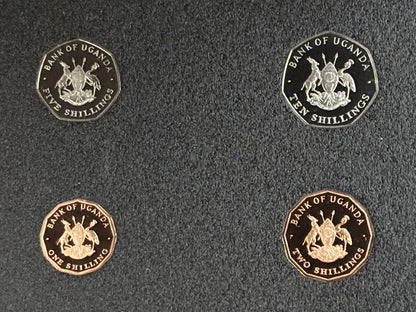 BANK OF UGANDA
FIVE SHILLINGS
BANK OF UGANDA
TEN SHILLINGS
BANK OF UGANDA
ONE SHILLING
BANK OF UGANDA
TWO SHILLINGS